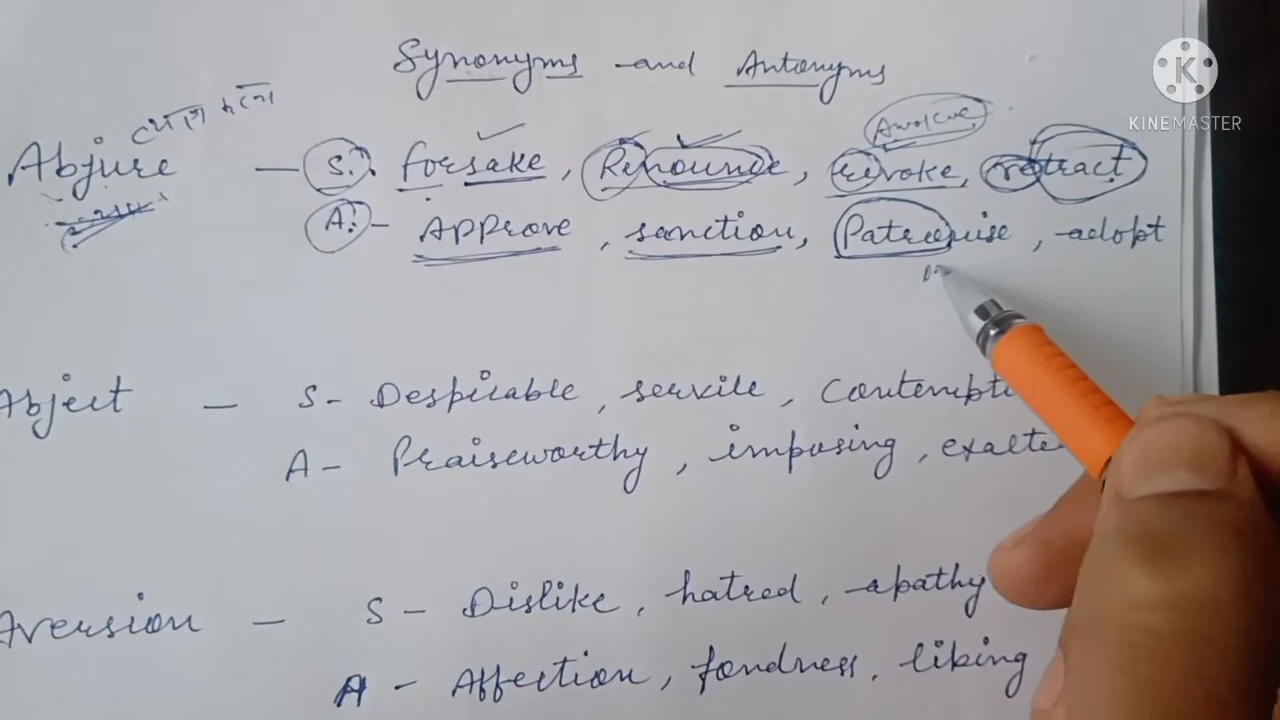 Synonyms and Antonyms
KINEMASTER
Abjure — S: forsake, Renounce, revoke, retract
A: - Approve, sanction, Patronise, adopt
Abject — S - Despicable, servile, Contempt
A - Praiseworthy, imposing, exalte
Aversion — S - Dislike, hatred, apathy
A - Affection, fondness, liking